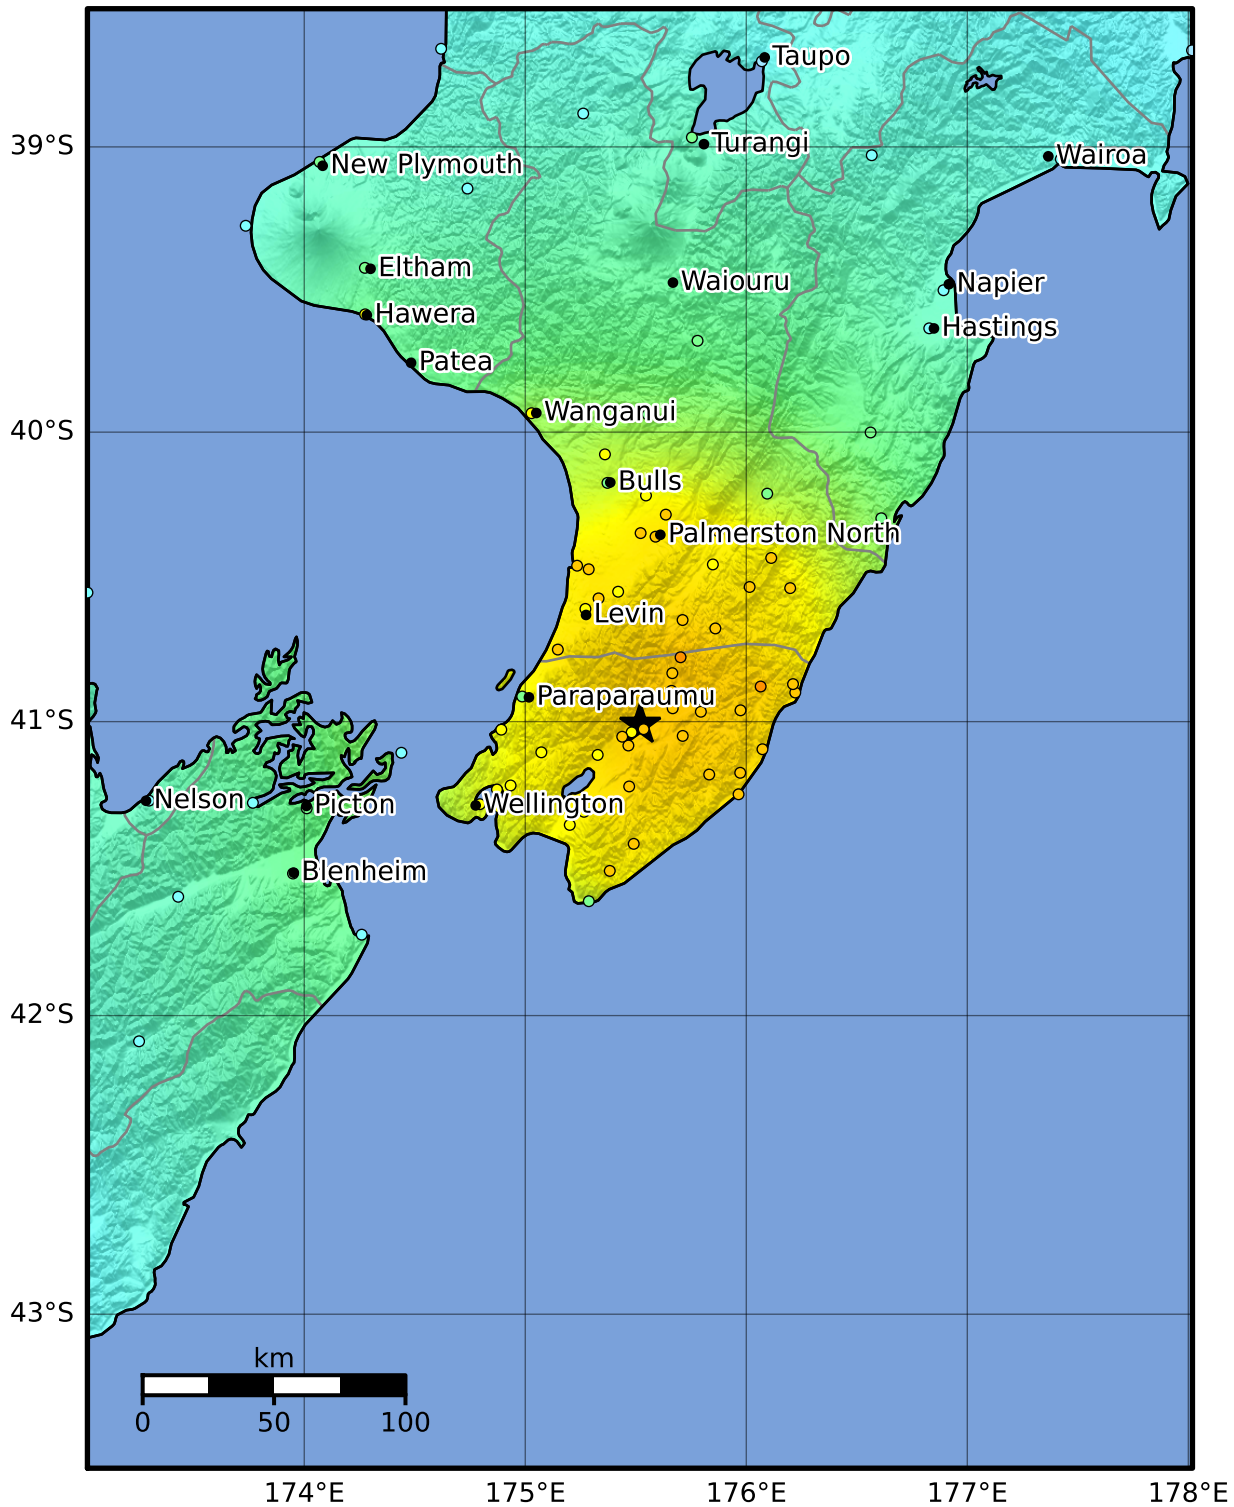 Taupo
39°S
Turangi
New Plymouth
Wairoa
Eltham
Waiouru
Napier
Hawera
Hastings
Patea
Wanganui
40°S
Bulls
Palmerston North
Levin
Paraparaumu
41°S
Nelson
Picton
Wellington
Blenheim
42°S
43°S
km
0 50 100
174°E 175°E 176°E 177°E 178°E